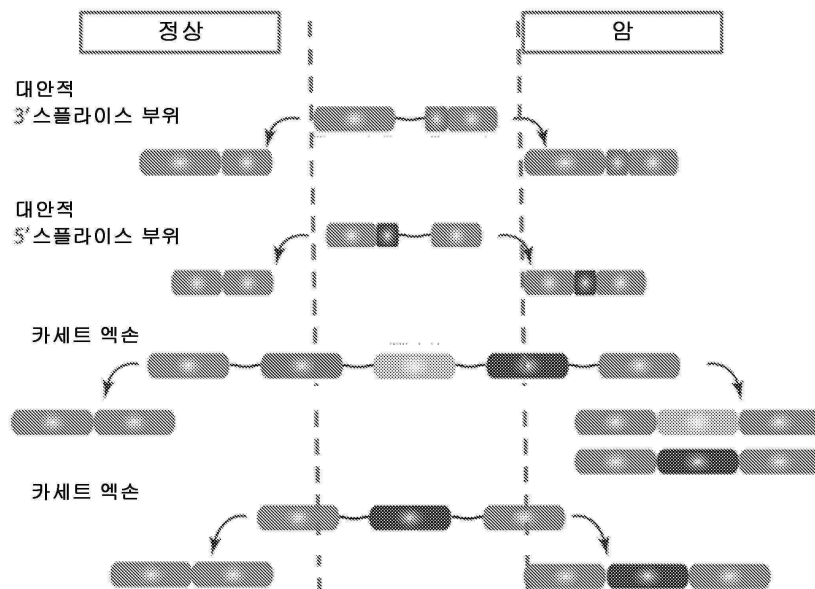 정상
암
대안적
3'스플라이스 부위
대안적
5'스플라이스 부위
카세트 엑손
카세트 엑손